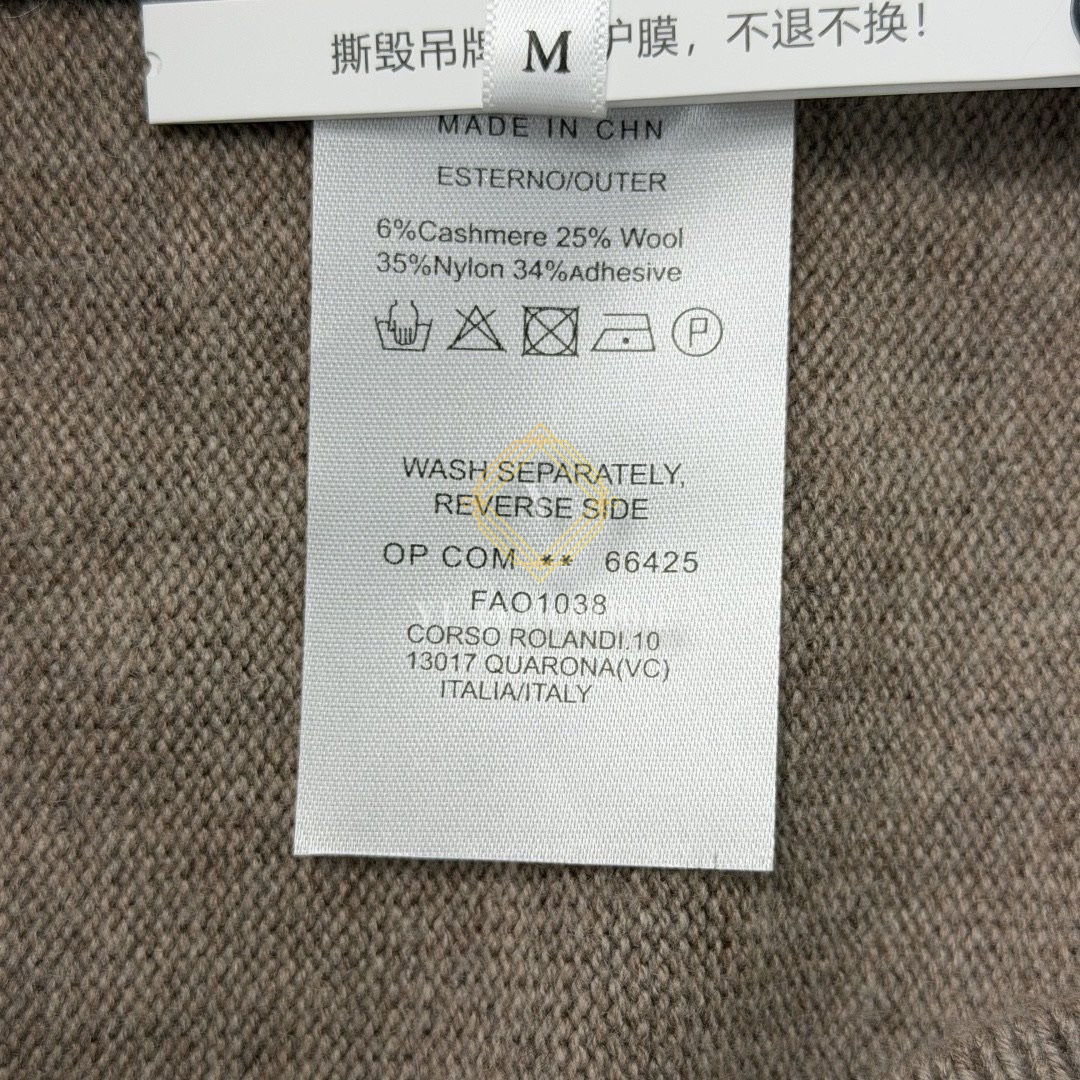 撕毁吊牌
护膜，不退不换！
M
MADE IN CHN
ESTERNO/OUTER
6%Cashmere 25% Wool
35%Nylon 34%Adhesive
P
WASH SEPARATELY,
REVERSE SIDE
OP COM ** 66425
FAO1038
CORSO ROLANDI.10
13017 QUARONA(VC)
ITALIA/ITALY